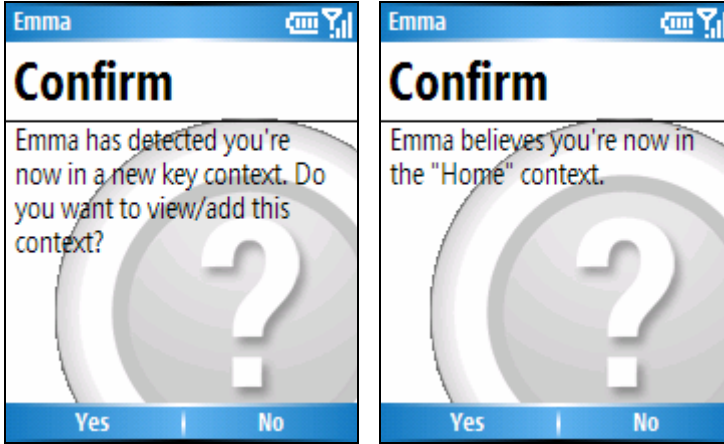 Emma
Confirm
Emma has detected you're
now in a new key context. Do
you want to view/add this
context?
Yes
No
Emma
Confirm
Emma believes you're now in
the "Home" context.
Yes
No